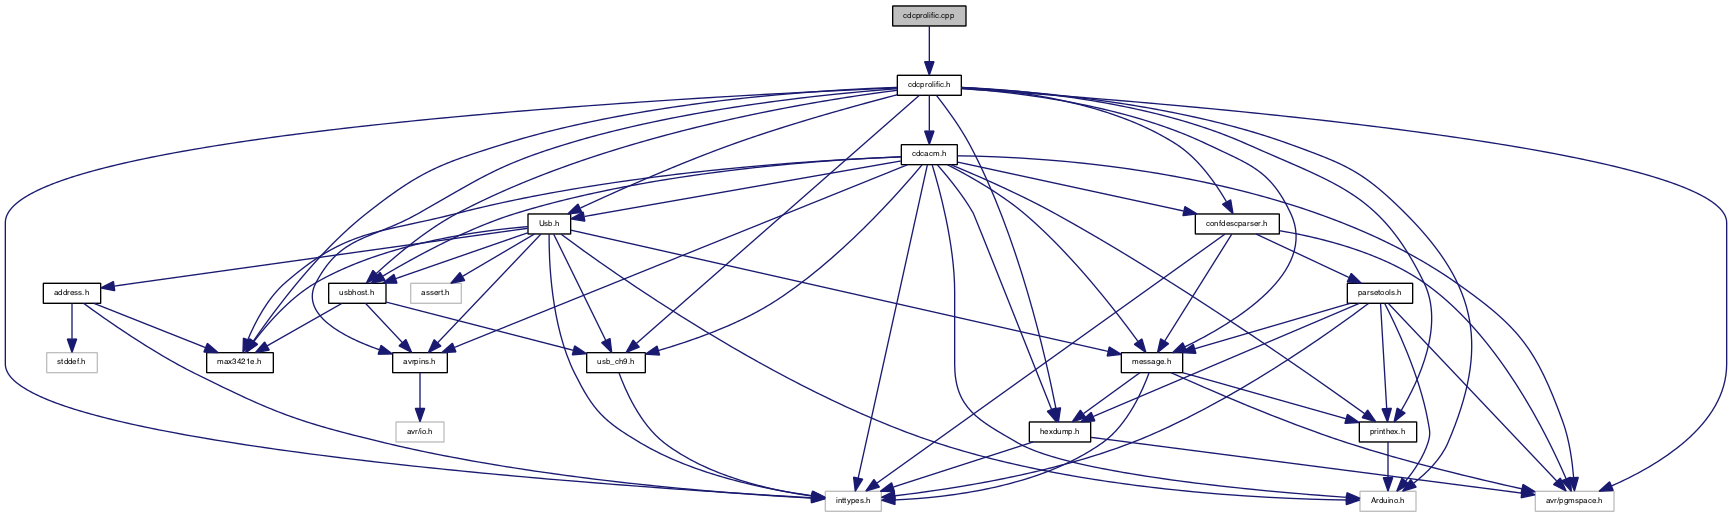 cdcprolific.cpp
cdcprolific.h
cdcacm.h
Usb.h
confdescparser.h
address.h
usbhost.h
assert.h
parsetools.h
stddef.h
max3421e.h
avrpins.h
usb_ch9.h
message.h
avr/io.h
hexdump.h
printhex.h
inttypes.h
Arduino.h
avr/pgmspace.h